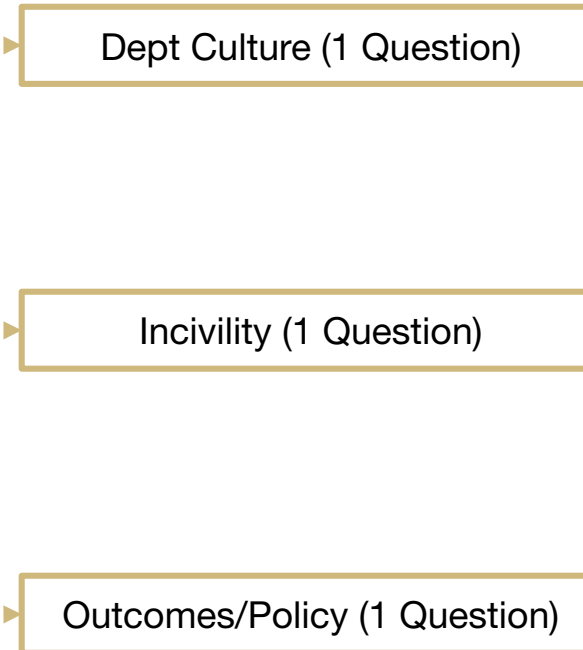 Dept Culture (1 Question)
Incivility (1 Question)
Outcomes/Policy (1 Question)